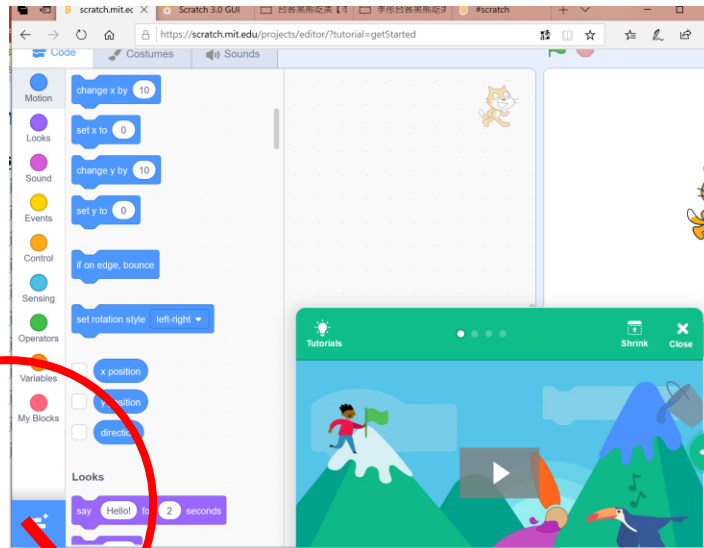 scratch.mit.ec
Scratch 3.0 GUI
#scratch
https://scratch.mit.edu/projects/editor/?tutorial=getStarted
Code
Costumes
Sounds
Motion
Looks
Sound
Events
Control
Sensing
Operators
Variables
My Blocks
change x by 10
set x to 0
change y by 10
set y to 0
if on edge, bounce
set rotation style left-right
x position
y position
direction
Looks
say Hello! for 2 seconds
Tutorials
Shrink
Close